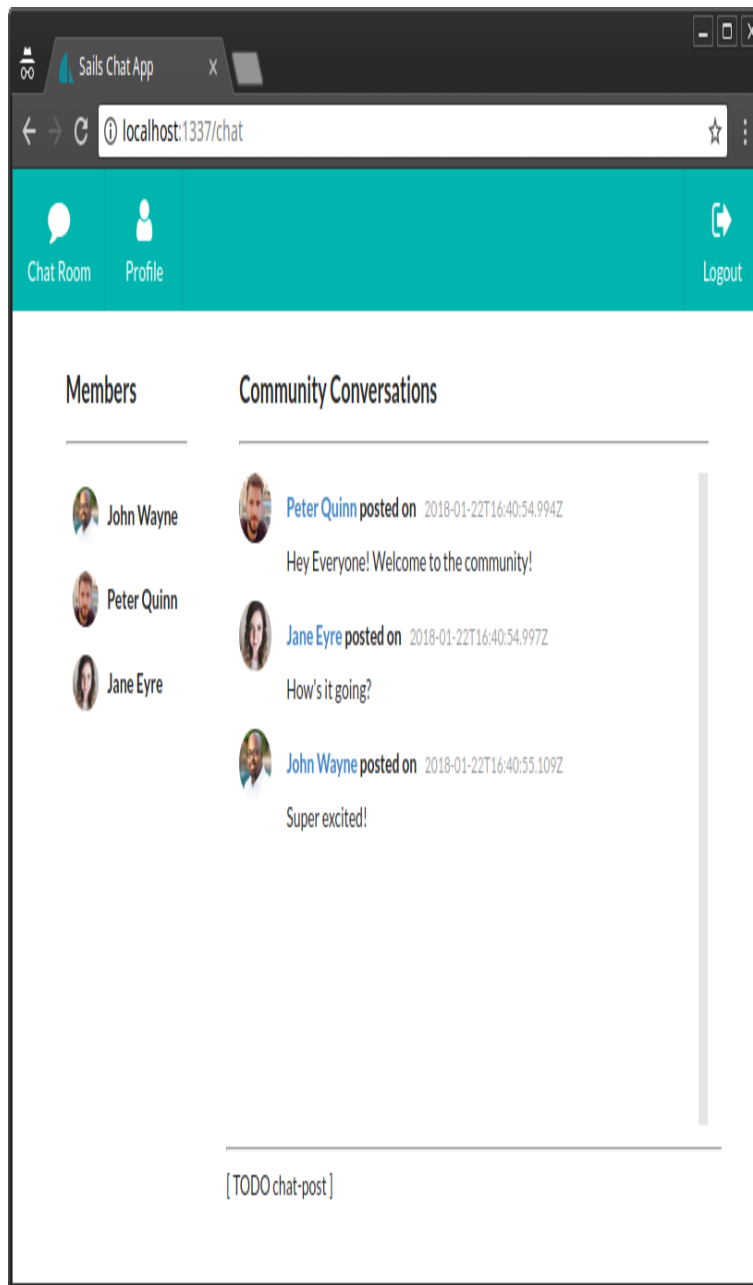 Sails Chat App
localhost:1337/chat
Chat Room
Profile
Logout
Members
John Wayne
Peter Quinn
Jane Eyre
Community Conversations
Peter Quinn posted on 2018-01-22T16:40:54.994Z
Hey Everyone! Welcome to the community!
Jane Eyre posted on 2018-01-22T16:40:54.997Z
How's it going?
John Wayne posted on 2018-01-22T16:40:55.109Z
Super excited!
[ TODO chat-post ]